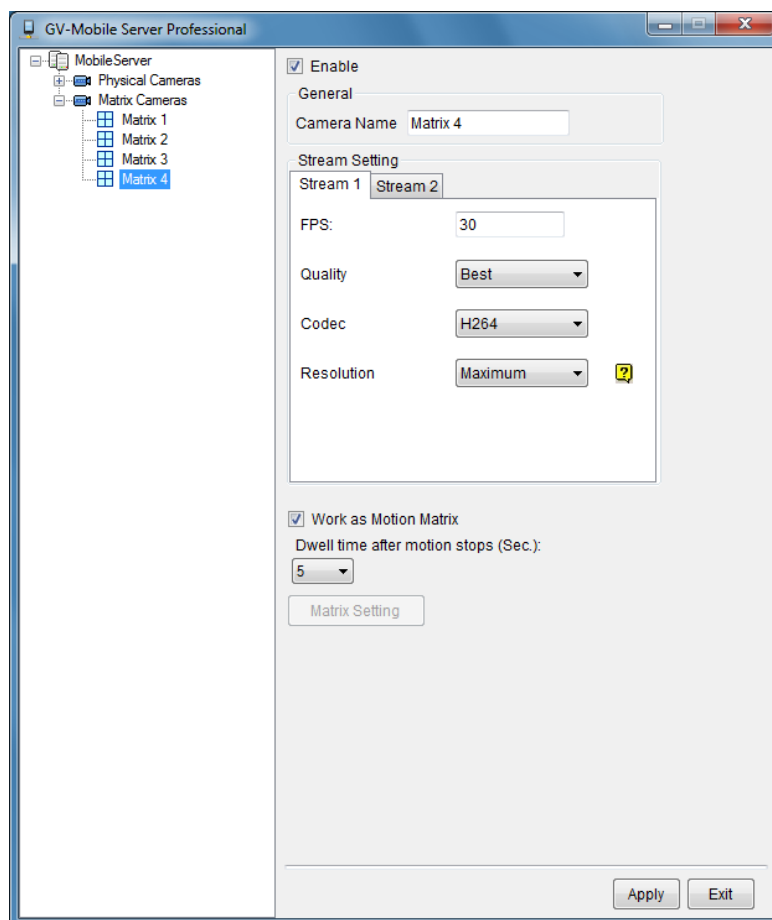 GV-Mobile Server Professional
MobileServer
Physical Cameras
Matrix Cameras
Matrix 1
Matrix 2
Matrix 3
Matrix 4
Enable
General
Camera Name Matrix 4
Stream Setting
Stream 1 Stream 2
FPS: 30
Quality Best
Codec H264
Resolution Maximum ?
Work as Motion Matrix
Dwell time after motion stops (Sec.):
5
Matrix Setting
Apply Exit